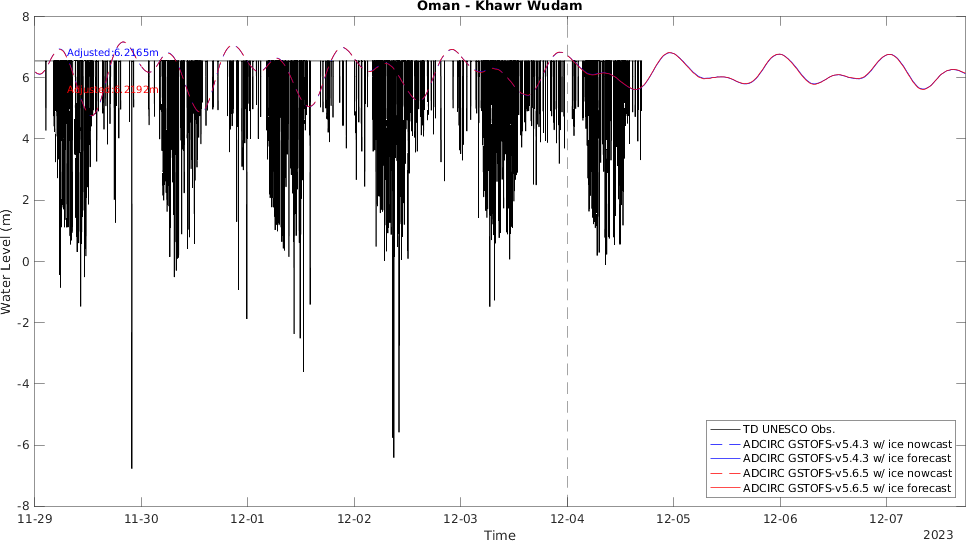 Oman - Khawr Wudam
Water Level (m)
8
6
4
2
0
-2
-4
-6
-8
Adjusted:6.2165m
Adjusted:6.2192m
TD UNESCO Obs.
ADCIRC GSTOFS-v5.4.3 w/ ice nowcast
ADCIRC GSTOFS-v5.4.3 w/ ice forecast
ADCIRC GSTOFS-v5.6.5 w/ ice nowcast
ADCIRC GSTOFS-v5.6.5 w/ ice forecast
11-29
11-30
12-01
12-02
12-03
12-04
12-05
12-06
12-07
Time
2023